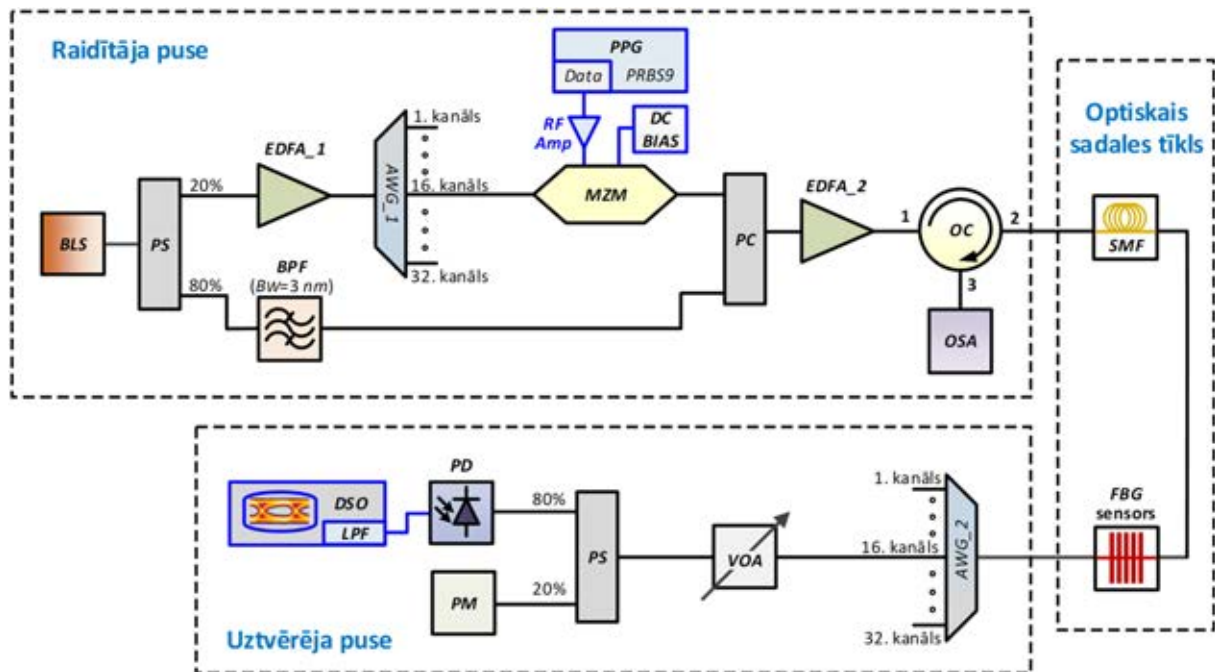 Raidītāja puse
PPG
Data
PRBS9
RF
Amp
DC
BIAS
1. kanāls
EDFA_1
AWG_1
20%
16. kanāls
MZM
EDFA_2
BLS
PS
PC
1
OC
2
3
80%
BPF
(BW=3 nm)
32. kanāls
OSA
Optiskais
sadales tīkls
SMF
FBG
sensors
PD
DSO
LPF
80%
PS
VOA
1. kanāls
16. kanāls
AWG_2
PM
20%
32. kanāls
Uztvērēja puse